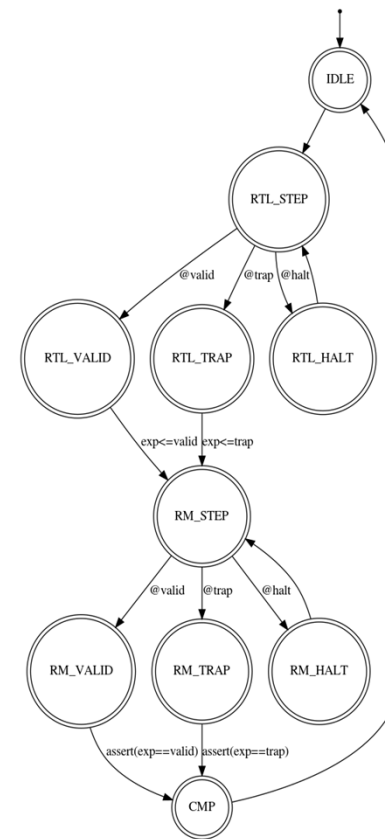 IDLE
RTL_STEP
@valid
@trap
@halt
RTL_VALID
RTL_TRAP
RTL_HALT
exp<=valid
exp<=trap
RM_STEP
@valid
@trap
@halt
RM_VALID
RM_TRAP
RM_HALT
assert(exp==valid)
assert(exp==trap)
CMP